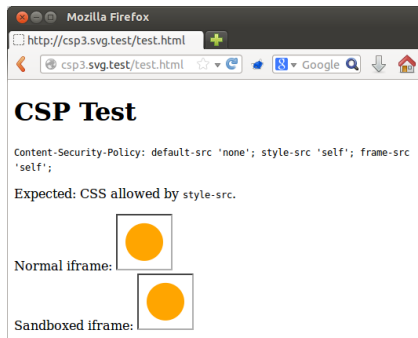 Mozilla Firefox
http://csp3.svg.test/test.html
csp3.svg.test/test.html
Google
CSP Test
Content-Security-Policy: default-src 'none'; style-src 'self'; frame-src
'self';
Expected: CSS allowed by style-src.
Normal iframe:
Sandboxed iframe: